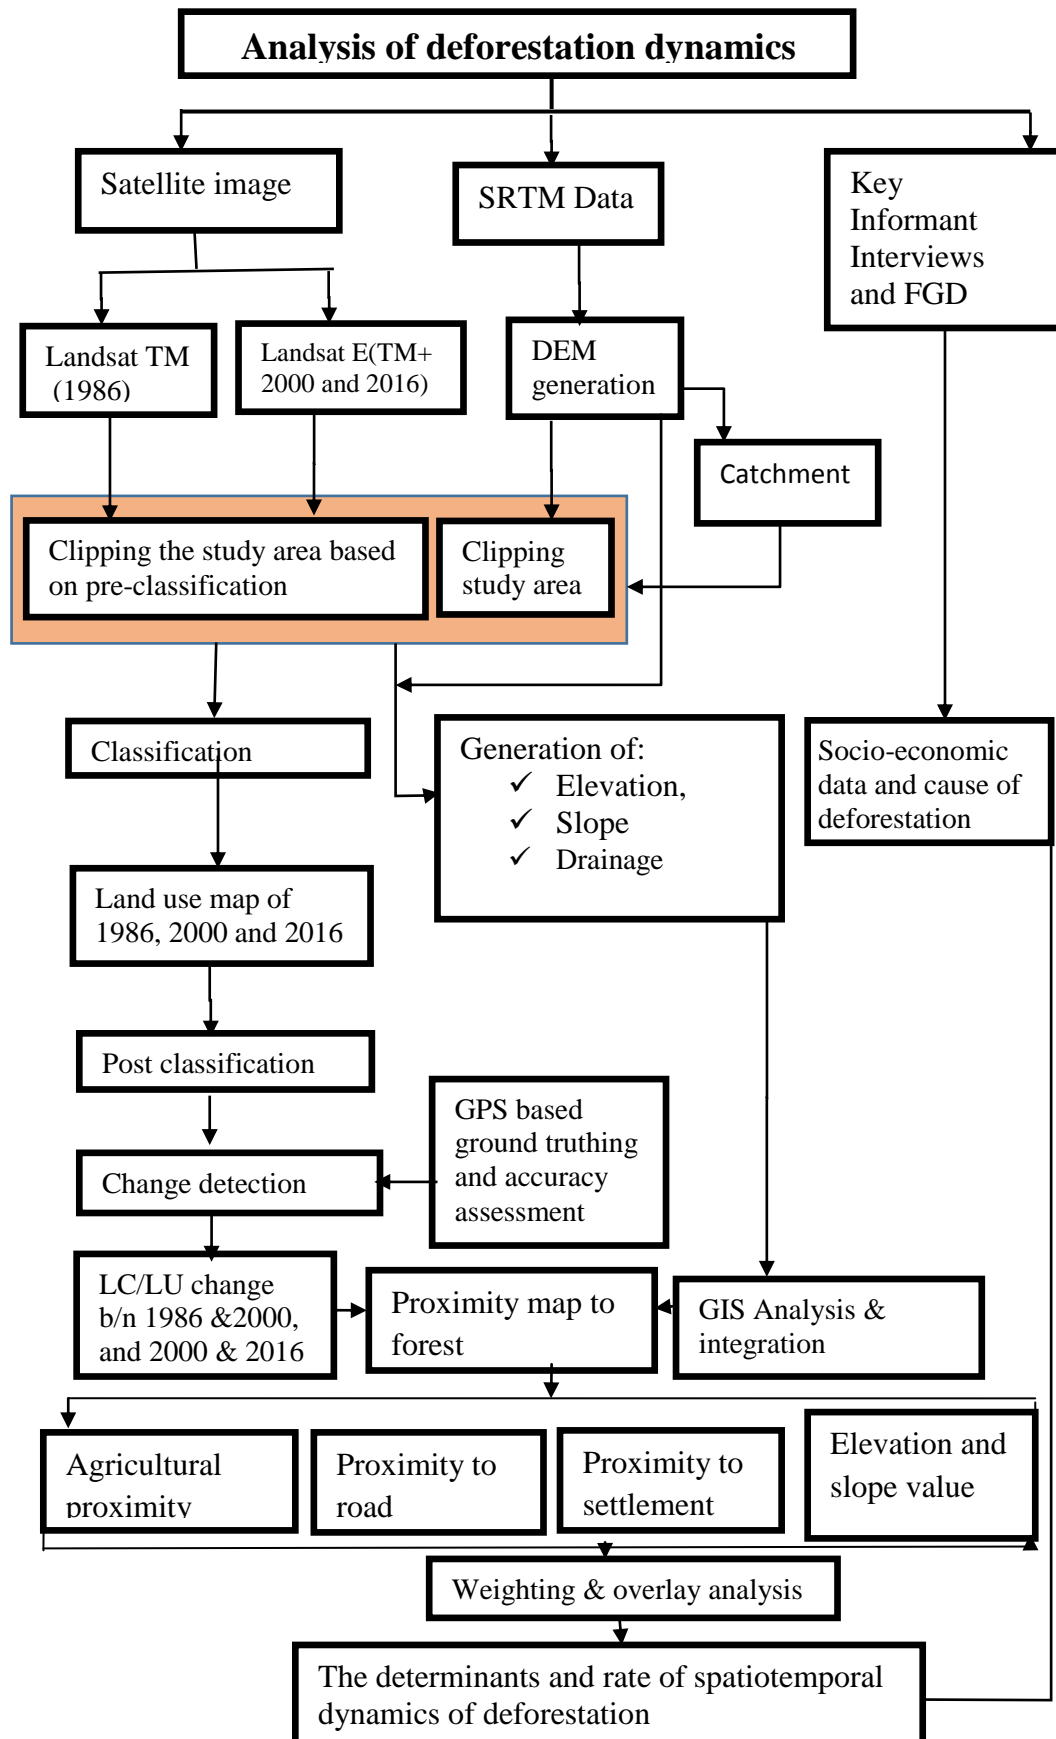 Analysis of deforestation dynamics
Satellite image
SRTM Data
Key
Informant
Interviews
and FGD
Landsat TM
(1986)
Landsat E(TM+
2000 and 2016)
DEM
generation
Catchment
Clipping the study area based
on pre-classification
Clipping
study area
Classification
Generation of:
✓ Elevation,
✓ Slope
✓ Drainage
Socio-economic
data and cause of
deforestation
Land use map of
1986, 2000 and 2016
Post classification
GPS based
ground truthing
and accuracy
assessment
Change detection
LC/LU change
b/n 1986 &2000,
and 2000 & 2016
Proximity map to
forest
GIS Analysis &
integration
Agricultural
proximity
Proximity to
road
Proximity to
settlement
Elevation and
slope value
Weighting & overlay analysis
The determinants and rate of spatiotemporal
dynamics of deforestation